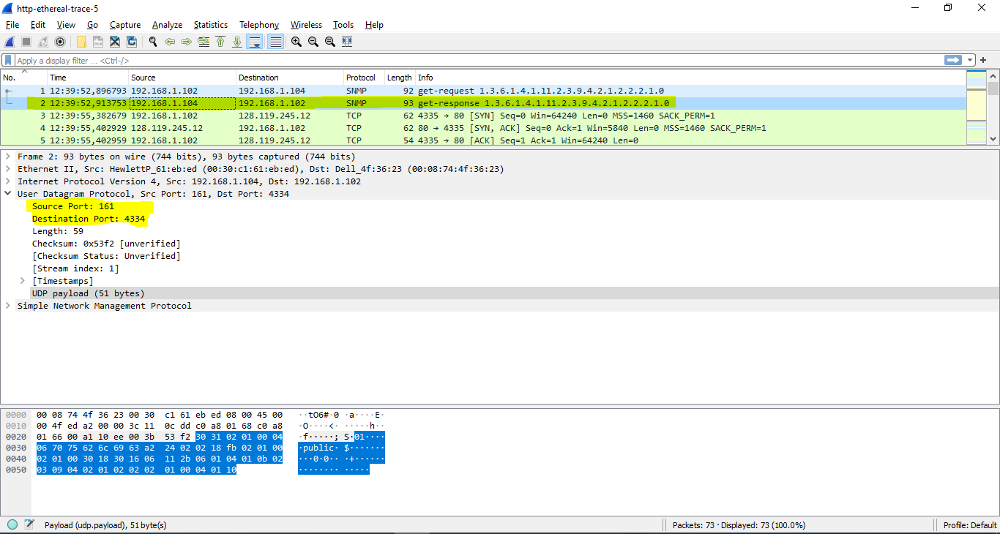 http-ethereal-trace-5
File Edit View Go Capture Analyze Statistics Telephony Wireless Tools Help
Apply a display filter ... <Ctrl-/>
No. Time Source Destination Protocol Length Info
1 12:39:52,896793 192.168.1.102 192.168.1.104 SNMP 92 get-request 1.3.6.1.4.1.11.2.3.9.4.2.1.2.2.2.1.0
2 12:39:52,913753 192.168.1.104 192.168.1.102 SNMP 93 get-response 1.3.6.1.4.1.11.2.3.9.4.2.1.2.2.2.1.0
3 12:39:55,382679 192.168.1.102 128.119.245.12 TCP 62 4335 → 80 [SYN] Seq=0 Win=64240 Len=0 MSS=1460 SACK_PERM=1
4 12:39:55,402929 128.119.245.12 192.168.1.102 TCP 62 80 → 4335 [SYN, ACK] Seq=0 Ack=1 Win=5840 Len=0 MSS=1460 SACK_PERM=1
5 12:39:55,402959 192.168.1.102 128.119.245.12 TCP 54 4335 → 80 [ACK] Seq=1 Ack=1 Win=64240 Len=0
Frame 2: 93 bytes on wire (744 bits), 93 bytes captured (744 bits)
Ethernet II, Src: HewlettP_61:eb:ed (00:30:c1:61:eb:ed), Dst: Dell_4f:36:23 (00:08:74:4f:36:23)
Internet Protocol Version 4, Src: 192.168.1.104, Dst: 192.168.1.102
User Datagram Protocol, Src Port: 161, Dst Port: 4334
Source Port: 161
Destination Port: 4334
Length: 59
Checksum: 0x53f2 [unverified]
[Checksum Status: Unverified]
[Stream index: 1]
[Timestamps]
UDP payload (51 bytes)
Simple Network Management Protocol
0000 00 08 74 4f 36 23 00 30 c1 61 eb ed 08 00 45 00 ··tO6#·0 ·a····E·
0010 00 4f ed a2 00 00 3c 11 0c dd c0 a8 01 68 c0 a8 ·O····<· ·····h··
0020 01 66 00 a1 10 ee 00 3b 53 f2 30 31 02 01 00 04 ·f·····; S·01····
0030 06 70 75 62 6c 69 63 a2 24 02 02 18 fb 02 01 00 ·public· $·······
0040 02 01 00 30 18 30 16 06 11 2b 06 01 04 01 0b 02 ···0·0·· ·+······
0050 03 09 04 02 01 02 02 02 01 00 04 01 10 ········ ·····
Payload (udp.payload), 51 byte(s) Packets: 73 · Displayed: 73 (100.0%) Profile: Default